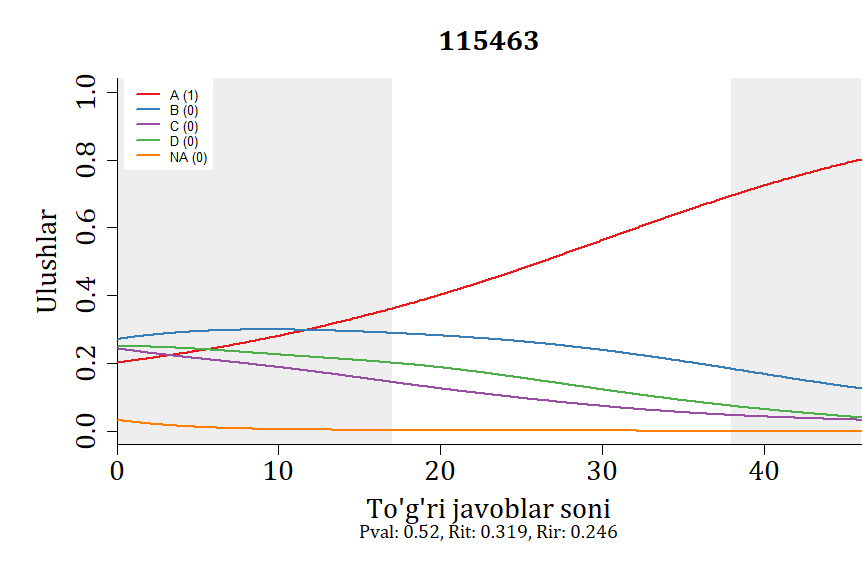 115463
A (1)
B (0)
C (0)
D (0)
NA (0)
Ulushlar
1.0
0.8
0.6
0.4
0.2
0.0
0 10 20 30 40
To'g'ri javoblar soni
Pval: 0.52, Rit: 0.319, Rir: 0.246